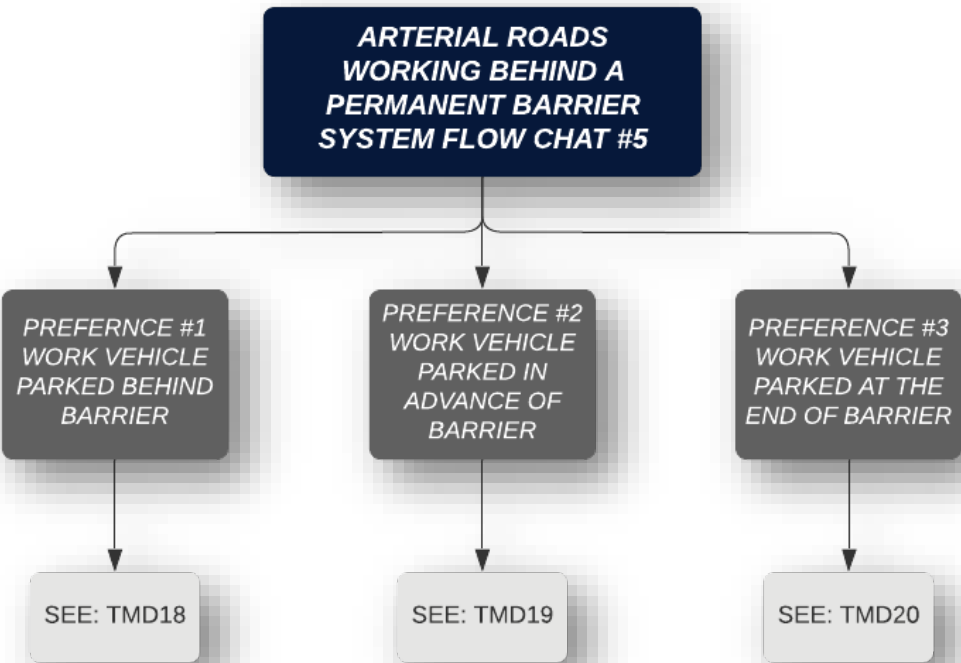 ARTERIAL ROADS
WORKING BEHIND A
PERMANENT BARRIER
SYSTEM FLOW CHAT #5
PREFERNCE #1
WORK VEHICLE
PARKED BEHIND
BARRIER
PREFERENCE #2
WORK VEHICLE
PARKED IN
ADVANCE OF
BARRIER
PREFERENCE #3
WORK VEHICLE
PARKED AT THE
END OF BARRIER
SEE: TMD18
SEE: TMD19
SEE: TMD20